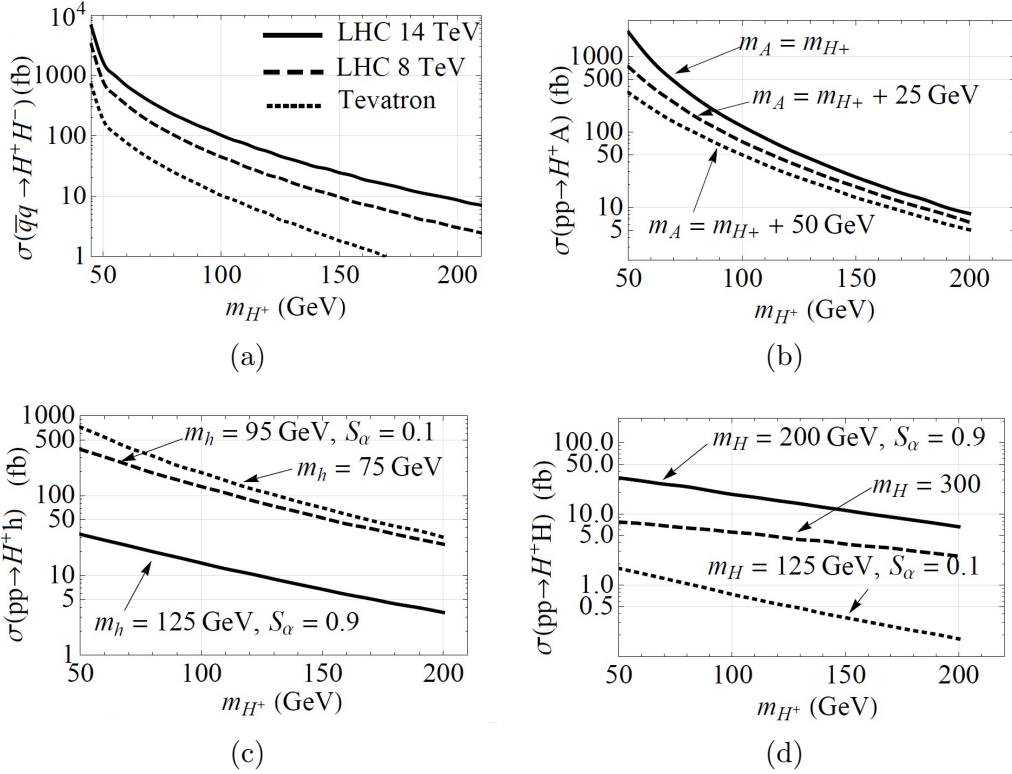 σ(q̅q→H⁺H⁻)(fb)
10⁴
1000
100
10
1
LHC 14 TeV
LHC 8 TeV
Tevatron
50 100 150 200
m_{H⁺} (GeV)
(a)
σ(pp→H⁺A) (fb)
1000
500
100
50
10
5
m_A = m_{H+}
m_A = m_{H+} + 25 GeV
m_A = m_{H+} + 50 GeV
50 100 150 200
m_{H⁺} (GeV)
(b)
σ(pp→H⁺h) (fb)
1000
500
100
50
10
5
1
m_h = 95 GeV, S_α = 0.1
m_h = 75 GeV
m_h = 125 GeV, S_α = 0.9
50 100 150 200
m_{H⁺} (GeV)
(c)
σ(pp→H⁺H) (fb)
100.0
50.0
10.0
5.0
1.0
0.5
m_H = 200 GeV, S_α = 0.9
m_H = 300
m_H = 125 GeV, S_α = 0.1
50 100 150 200
m_{H⁺} (GeV)
(d)